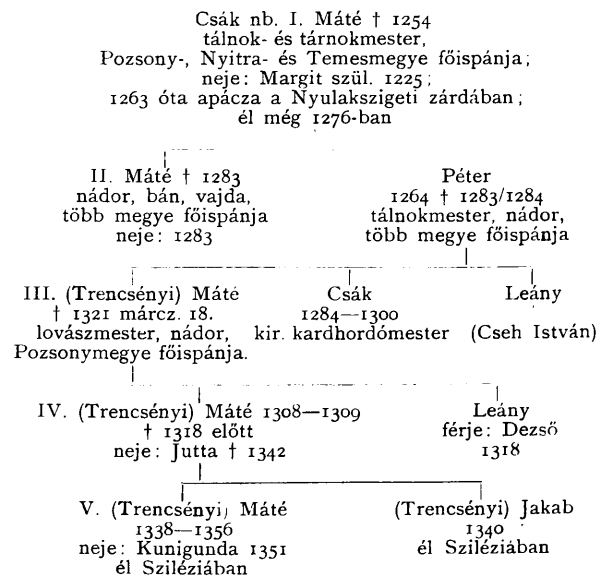 Csák nb. I. Máté † 1254
tálnok- és tárnokmester,
Pozsony-, Nyitra- és Temesmegye főispánja;
neje: Margit szül. 1225;
1263 óta apácza a Nyulakszigeti zárdában;
él még 1276-ban
II. Máté † 1283
nádor, bán, vajda,
több megye főispánja
neje: 1283
Péter
1264 † 1283/1284
tálnokmester, nádor,
több megye főispánja
III. (Trencsényi) Máté
† 1321 márcz. 18.
lovászmester, nádor,
Pozsonymegye főispánja.
Csák
1284—1300
kir. kardhordómester
Leány
(Cseh István)
IV. (Trencsényi) Máté 1308—1309
† 1318 előtt
neje: Jutta † 1342
Leány
férje: Dezső
1318
V. (Trencsényi) Máté
1338—1356
neje: Kunigunda 1351
él Sziléziában
(Trencsényi) Jakab
1340
él Sziléziában